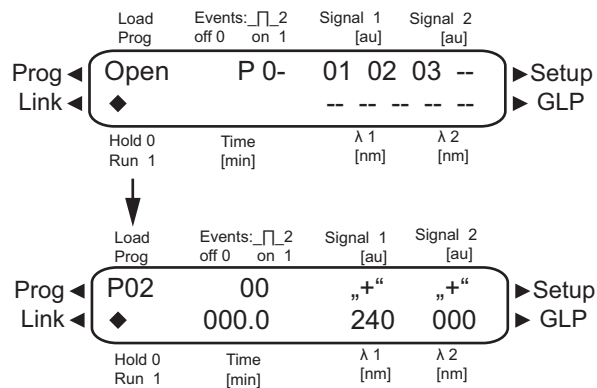 Load Events:_∏_2 Signal 1 Signal 2
Prog off 0 on 1 [au] [au]
Prog ◄ Open P 0- 01 02 03 -- ►Setup
Link ◄ ◆ -- -- -- -- -- ► GLP
Hold 0 Time λ 1 λ 2
Run 1 [min] [nm] [nm]
Load Events:_∏_2 Signal 1 Signal 2
Prog off 0 on 1 [au] [au]
Prog ◄ P02 00 „+“ „+“ ►Setup
Link ◄ ◆ 000.0 240 000 ► GLP
Hold 0 Time λ 1 λ 2
Run 1 [min] [nm] [nm]